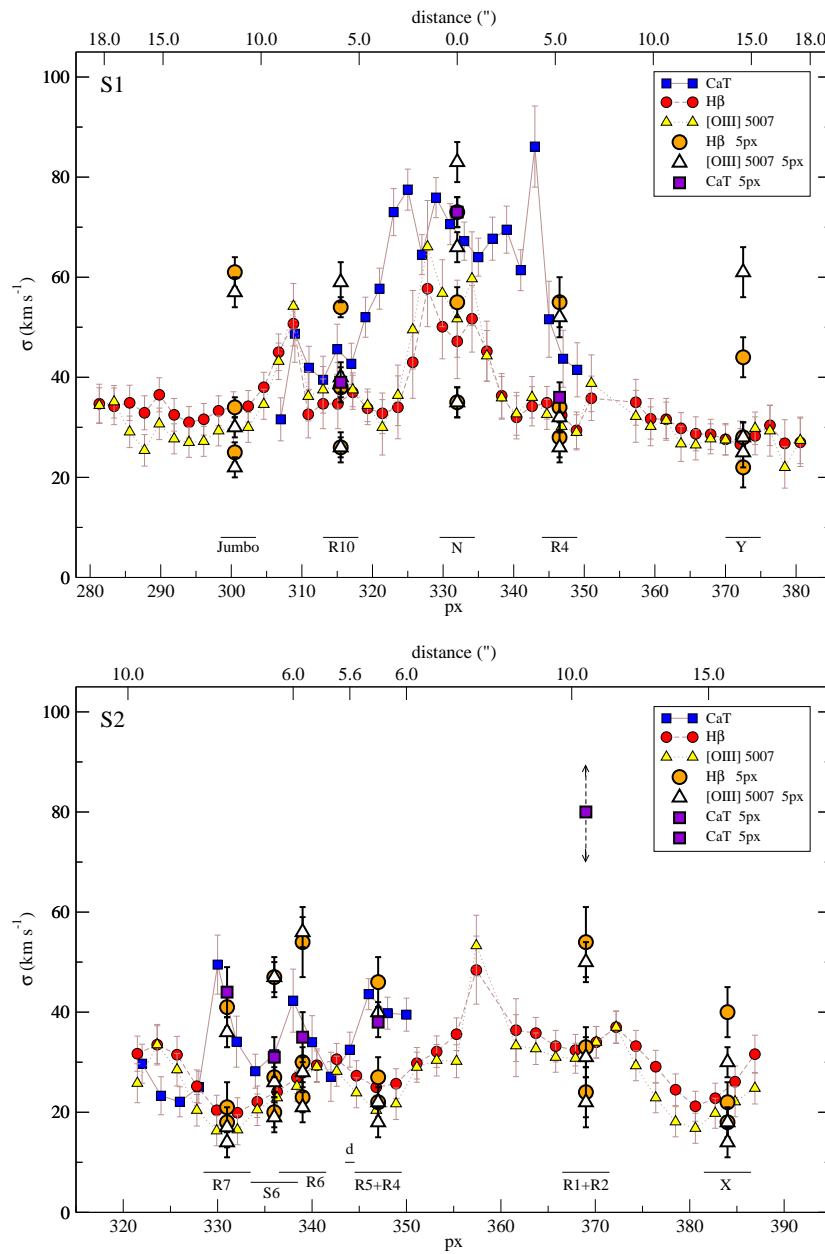 distance (")
18.0 15.0 10.0 5.0 0.0 5.0 10.0 15.0 18.0
S1
CaT
Hβ
[OIII] 5007
Hβ 5px
[OIII] 5007 5px
CaT 5px
100
80
60
40
20
0
σ (km s⁻¹)
Jumbo R10 N R4 Y
280 290 300 310 320 330 340 350 360 370 380
px
distance (")
10.0 6.0 5.6 6.0 10.0 15.0
S2
CaT
Hβ
[OIII] 5007
Hβ 5px
[OIII] 5007 5px
CaT 5px
CaT 5px
100
80
60
40
20
0
σ (km s⁻¹)
d
R7 S6 R6 R5+R4 R1+R2 X
320 330 340 350 360 370 380 390
px